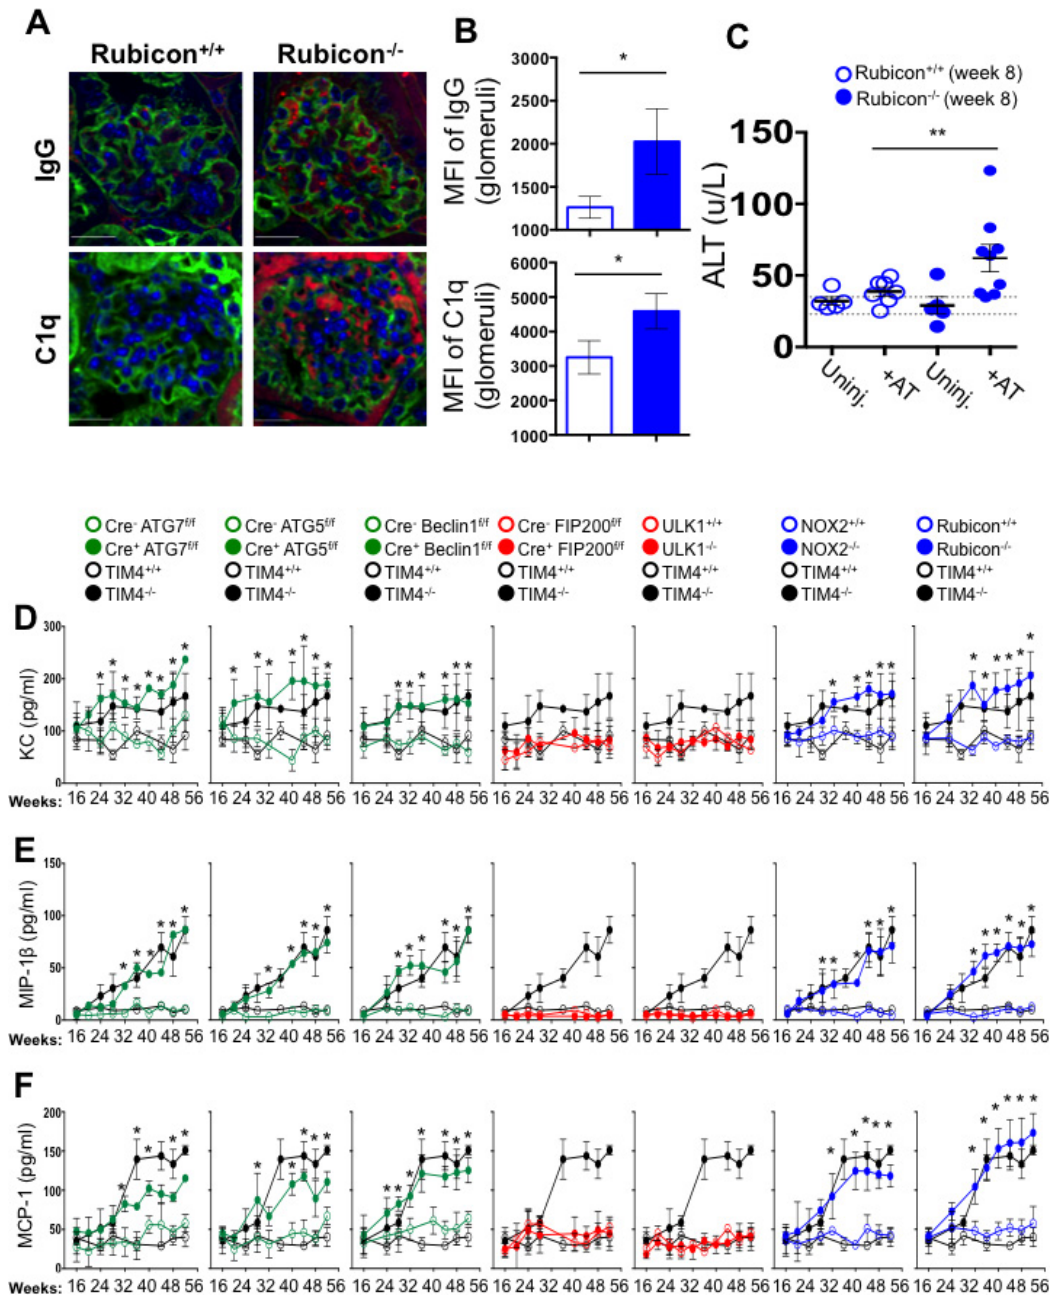 A
Rubicon+/+ Rubicon-/-
IgG
C1q
B
*
3000
2500
2000
1500
1000
MFI of IgG
(glomeruli)
*
6000
5000
4000
3000
2000
1000
MFI of C1q
(glomeruli)
C
Rubicon+/+ (week 8)
Rubicon-/- (week 8)
**
150
100
50
0
ALT (u/L)
Uninj. +AT Uninj. +AT
Cre- ATG7f/f Cre- ATG5f/f Cre- Beclin1f/f Cre- FIP200f/f ULK1+/+ NOX2+/+ Rubicon+/+
Cre+ ATG7f/f Cre+ ATG5f/f Cre+ Beclin1f/f Cre+ FIP200f/f ULK1-/- NOX2-/- Rubicon-/-
TIM4+/+ TIM4+/+ TIM4+/+ TIM4+/+ TIM4+/+ TIM4+/+ TIM4+/+
TIM4-/- TIM4-/- TIM4-/- TIM4-/- TIM4-/- TIM4-/- TIM4-/-
D
300
200
100
0
KC (pg/ml)
Weeks: 16 24 32 40 48 56 16 24 32 40 48 56 16 24 32 40 48 56 16 24 32 40 48 56 16 24 32 40 48 56 16 24 32 40 48 56 16 24 32 40 48 56
E
150
100
50
0
MIP-1β (pg/ml)
Weeks: 16 24 32 40 48 56 16 24 32 40 48 56 16 24 32 40 48 56 16 24 32 40 48 56 16 24 32 40 48 56 16 24 32 40 48 56 16 24 32 40 48 56
F
200
150
100
50
0
MCP-1 (pg/ml)
Weeks: 16 24 32 40 48 56 16 24 32 40 48 56 16 24 32 40 48 56 16 24 32 40 48 56 16 24 32 40 48 56 16 24 32 40 48 56 16 24 32 40 48 56